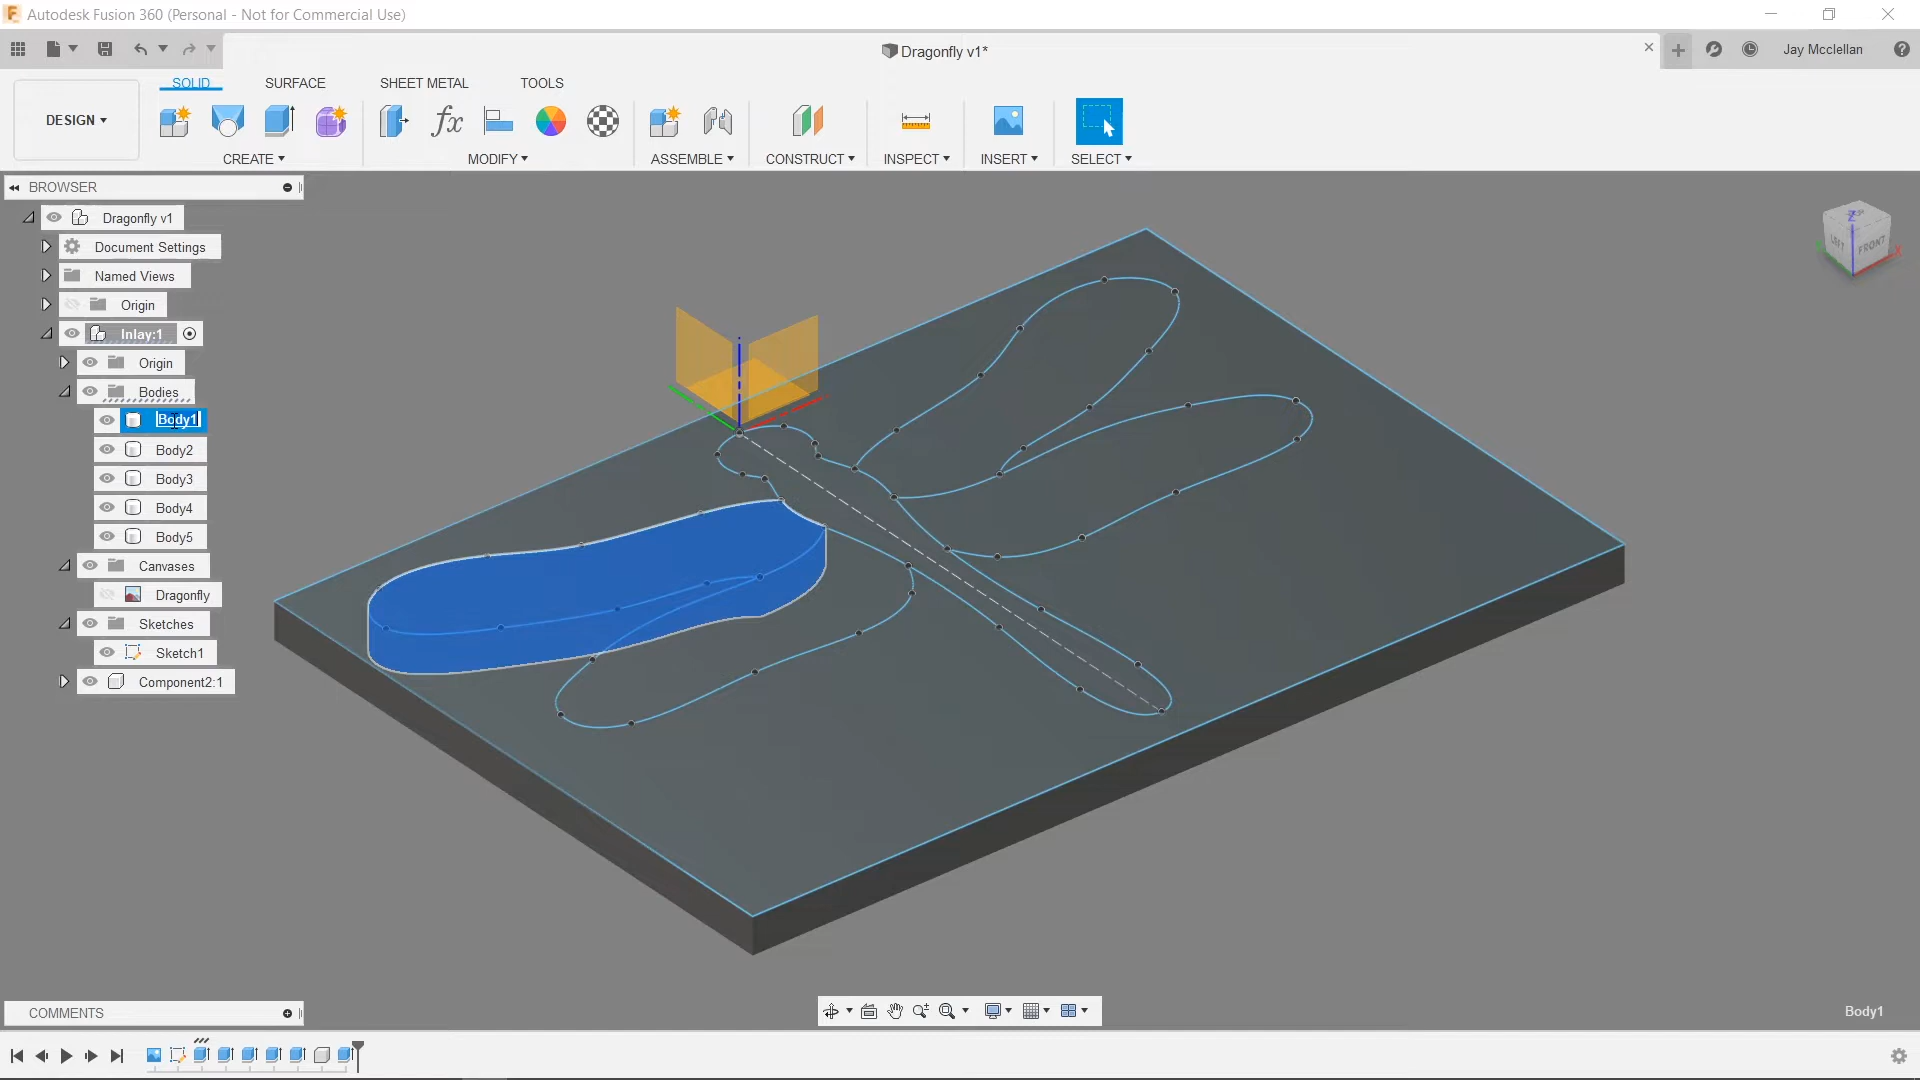 Autodesk Fusion 360 (Personal - Not for Commercial Use)
Dragonfly v1*
Jay Mcclellan
DESIGN
SOLID SURFACE SHEET METAL TOOLS
CREATE MODIFY ASSEMBLE CONSTRUCT INSPECT INSERT SELECT
BROWSER
Dragonfly v1
Document Settings
Named Views
Origin
Inlay:1
Origin
Bodies
Body1
Body2
Body3
Body4
Body5
Canvases
Dragonfly
Sketches
Sketch1
Component2:1
Z
LEFT FRONT
X
COMMENTS
Body1